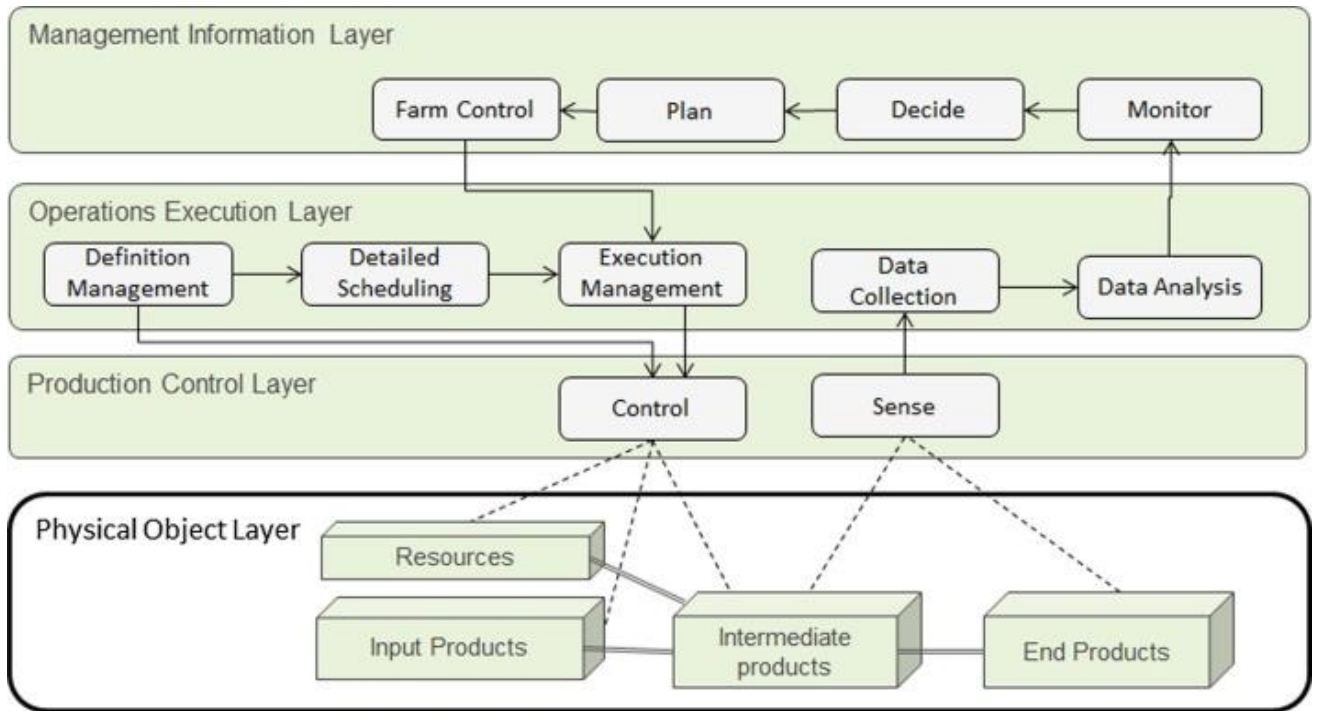 Management Information Layer
Farm Control
Plan
Decide
Monitor
Operations Execution Layer
Definition
Management
Detailed
Scheduling
Execution
Management
Data
Collection
Data Analysis
Production Control Layer
Control
Sense
Physical Object Layer
Resources
Input Products
Intermediate
products
End Products